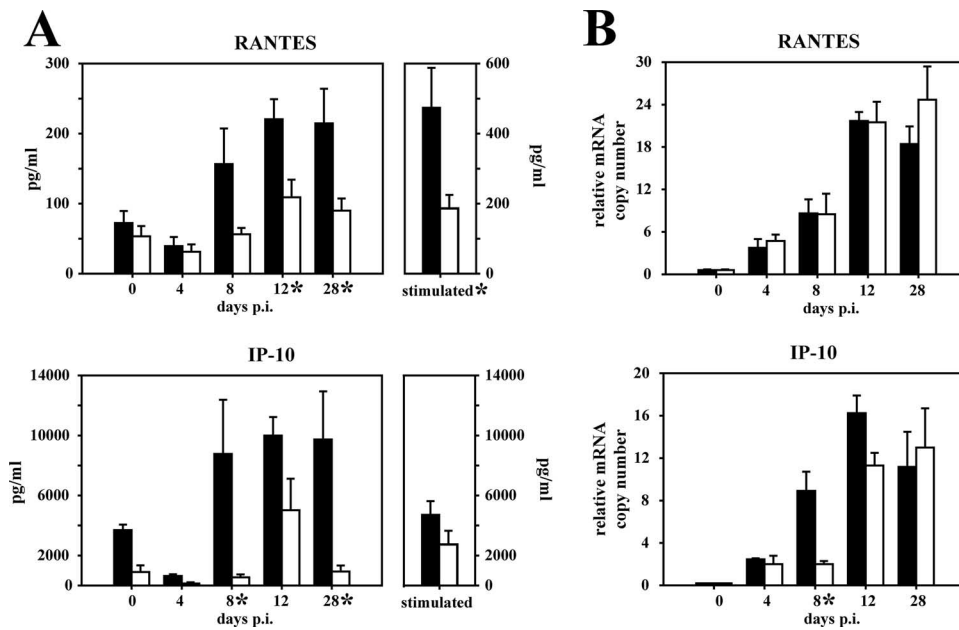 A
B
RANTES
300
200
100
0
pg/ml
0 4 8 12* 28*
days p.i.
600
400
200
0
pg/ml
stimulated*
RANTES
30
24
18
12
6
0
relative mRNA
copy number
0 4 8 12 28
days p.i.
IP-10
14000
10000
6000
2000
0
pg/ml
0 4 8* 12 28*
days p.i.
14000
10000
6000
2000
0
pg/ml
stimulated
IP-10
20
16
12
8
4
0
relative mRNA
copy number
0 4 8* 12 28
days p.i.